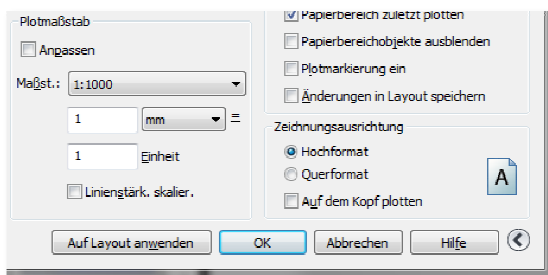 Plotmaßstab
Anpassen
Maßst.: 1:1000
1 mm =
1 Einheit
Linienstärk. skalier.
Papierbereich zuletzt plotten
Papierbereichobjekte ausblenden
Plotmarkierung ein
Änderungen in Layout speichern
Zeichnungsausrichtung
Hochformat
Querformat
A
Auf dem Kopf plotten
Auf Layout anwenden OK Abbrechen Hilfe